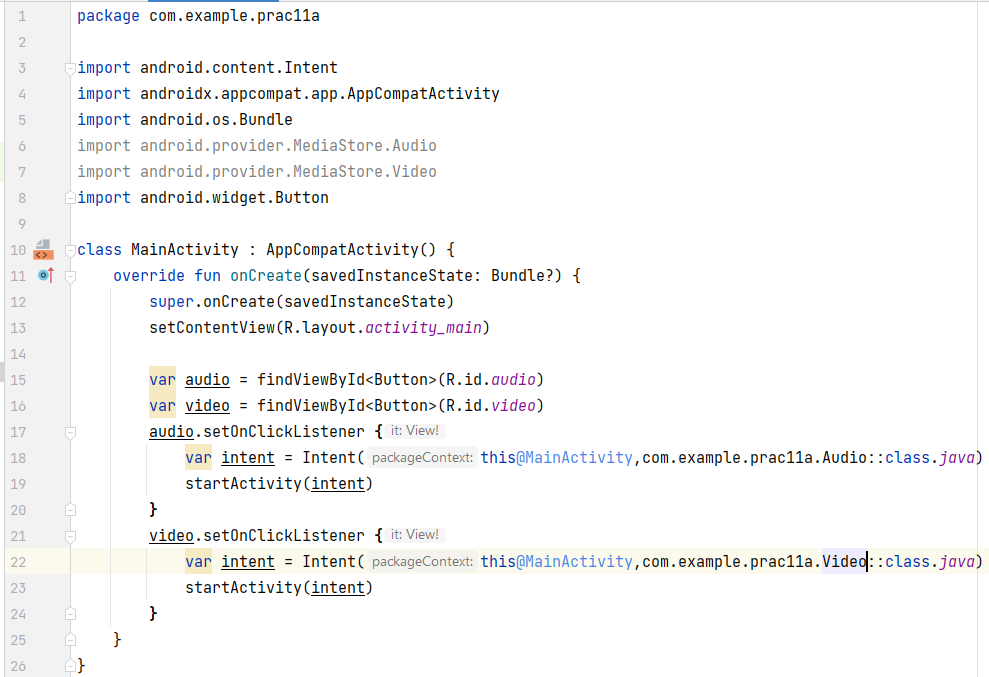 1 package com.example.prac11a
2
3 import android.content.Intent
4 import androidx.appcompat.app.AppCompatActivity
5 import android.os.Bundle
6 import android.provider.MediaStore.Audio
7 import android.provider.MediaStore.Video
8 import android.widget.Button
9
10 class MainActivity : AppCompatActivity() {
11     override fun onCreate(savedInstanceState: Bundle?) {
12         super.onCreate(savedInstanceState)
13         setContentView(R.layout.activity_main)
14
15         var audio = findViewById<Button>(R.id.audio)
16         var video = findViewById<Button>(R.id.video)
17         audio.setOnClickListener { it: View!
18             var intent = Intent( packageContext: this@MainActivity,com.example.prac11a.Audio::class.java)
19             startActivity(intent)
20         }
21         video.setOnClickListener { it: View!
22             var intent = Intent( packageContext: this@MainActivity,com.example.prac11a.Video::class.java)
23             startActivity(intent)
24         }
25     }
26 }